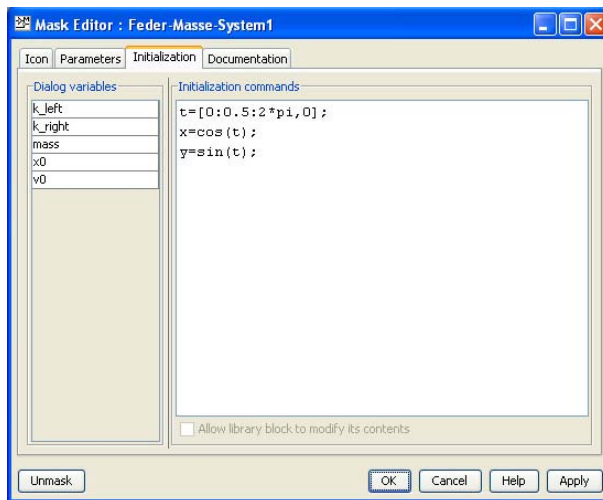 Mask Editor : Feder-Masse-System1
Icon Parameters Initialization Documentation
Dialog variables
k_left
k_right
mass
x0
v0
Initialization commands
t=[0:0.5:2*pi,0];
x=cos(t);
y=sin(t);
Allow library block to modify its contents
Unmask OK Cancel Help Apply